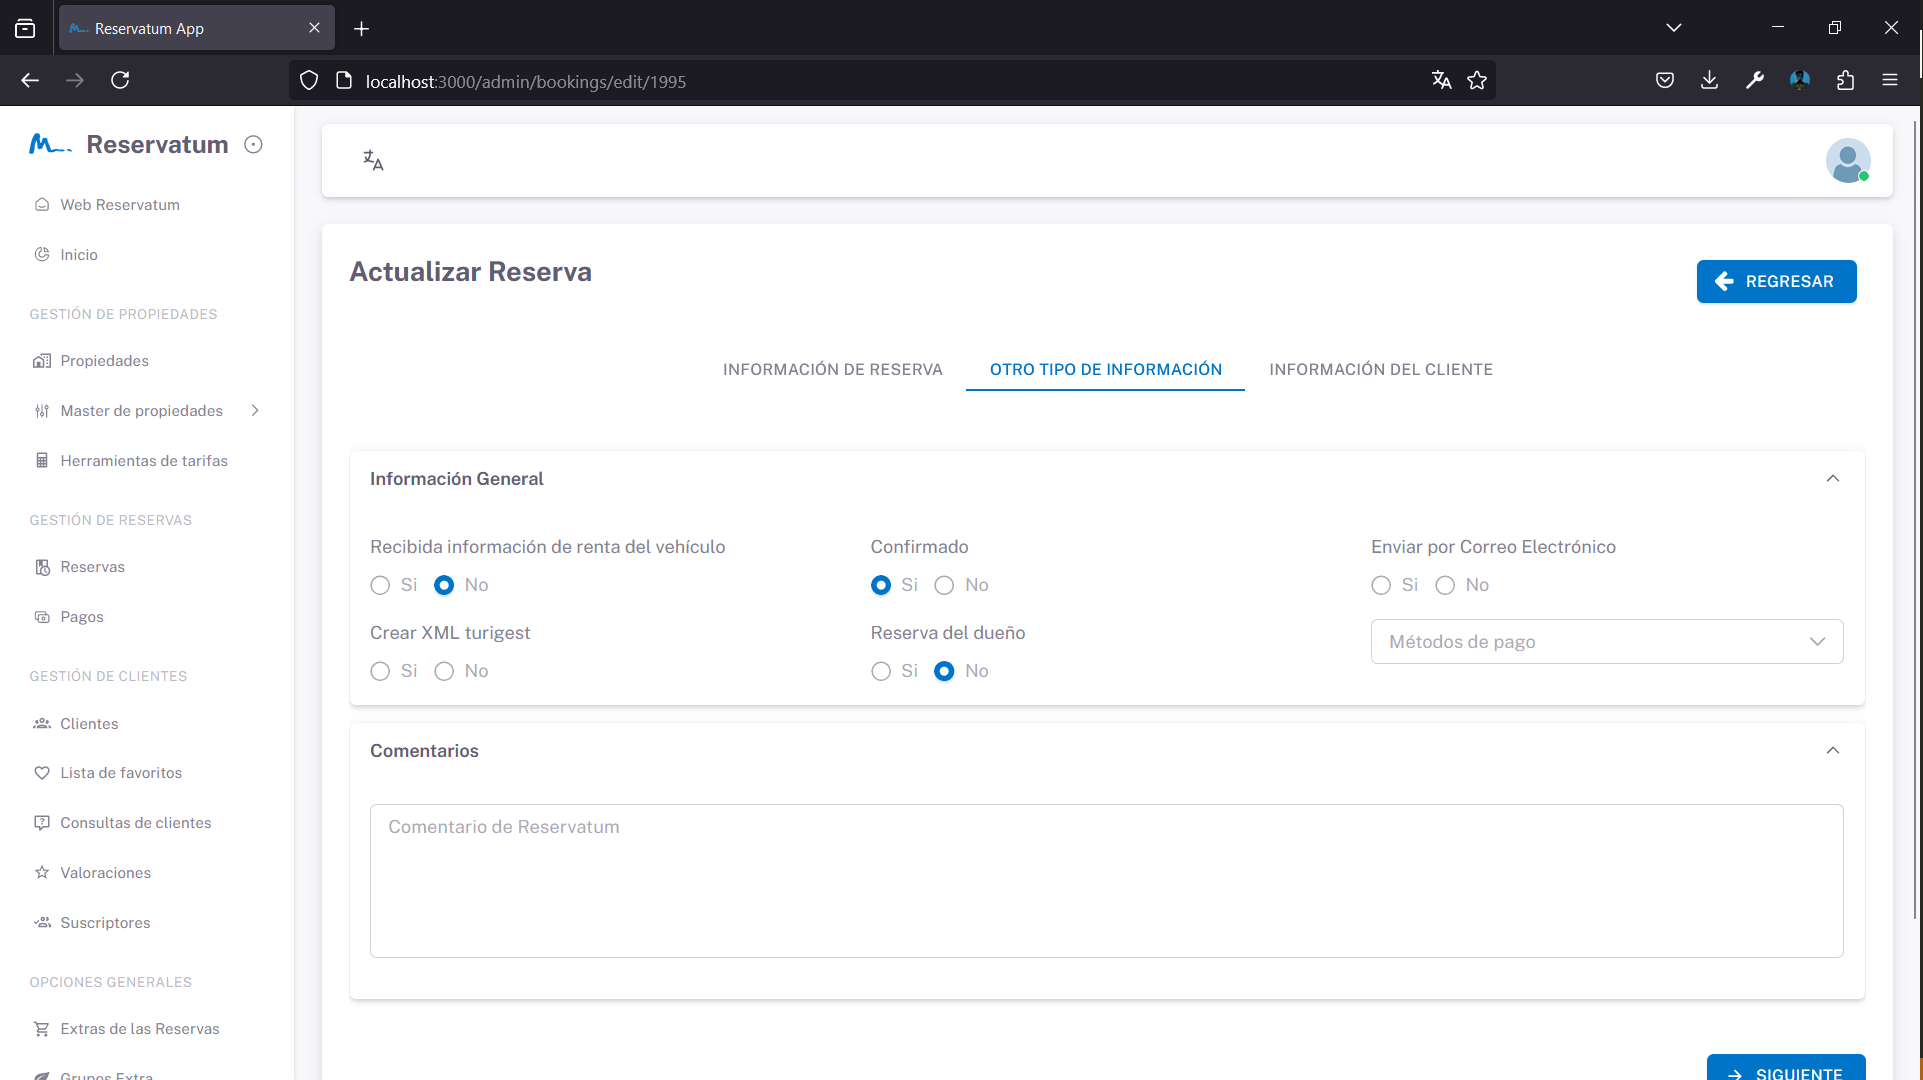 Reservatum App
localhost:3000/admin/bookings/edit/1995
Reservatum
Web Reservatum
Inicio
GESTIÓN DE PROPIEDADES
Propiedades
Master de propiedades
Herramientas de tarifas
GESTIÓN DE RESERVAS
Reservas
Pagos
GESTIÓN DE CLIENTES
Clientes
Lista de favoritos
Consultas de clientes
Valoraciones
Suscriptores
OPCIONES GENERALES
Extras de las Reservas
Grupos Extra
Actualizar Reserva
REGRESAR
INFORMACIÓN DE RESERVA
OTRO TIPO DE INFORMACIÓN
INFORMACIÓN DEL CLIENTE
Información General
Recibida información de renta del vehículo
Si No
Confirmado
Si No
Enviar por Correo Electrónico
Si No
Crear XML turigest
Si No
Reserva del dueño
Si No
Métodos de pago
Comentarios
Comentario de Reservatum
SIGUIENTE